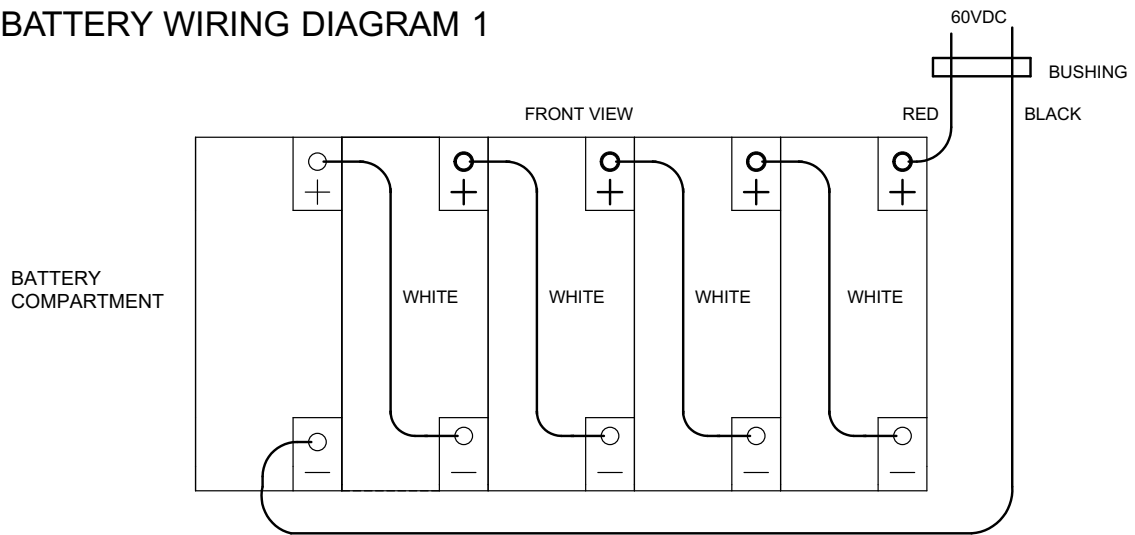 BATTERY WIRING DIAGRAM 1
60VDC
BUSHING
FRONT VIEW
RED
BLACK
+ + + + +
BATTERY
COMPARTMENT
WHITE WHITE WHITE WHITE
— — — — —